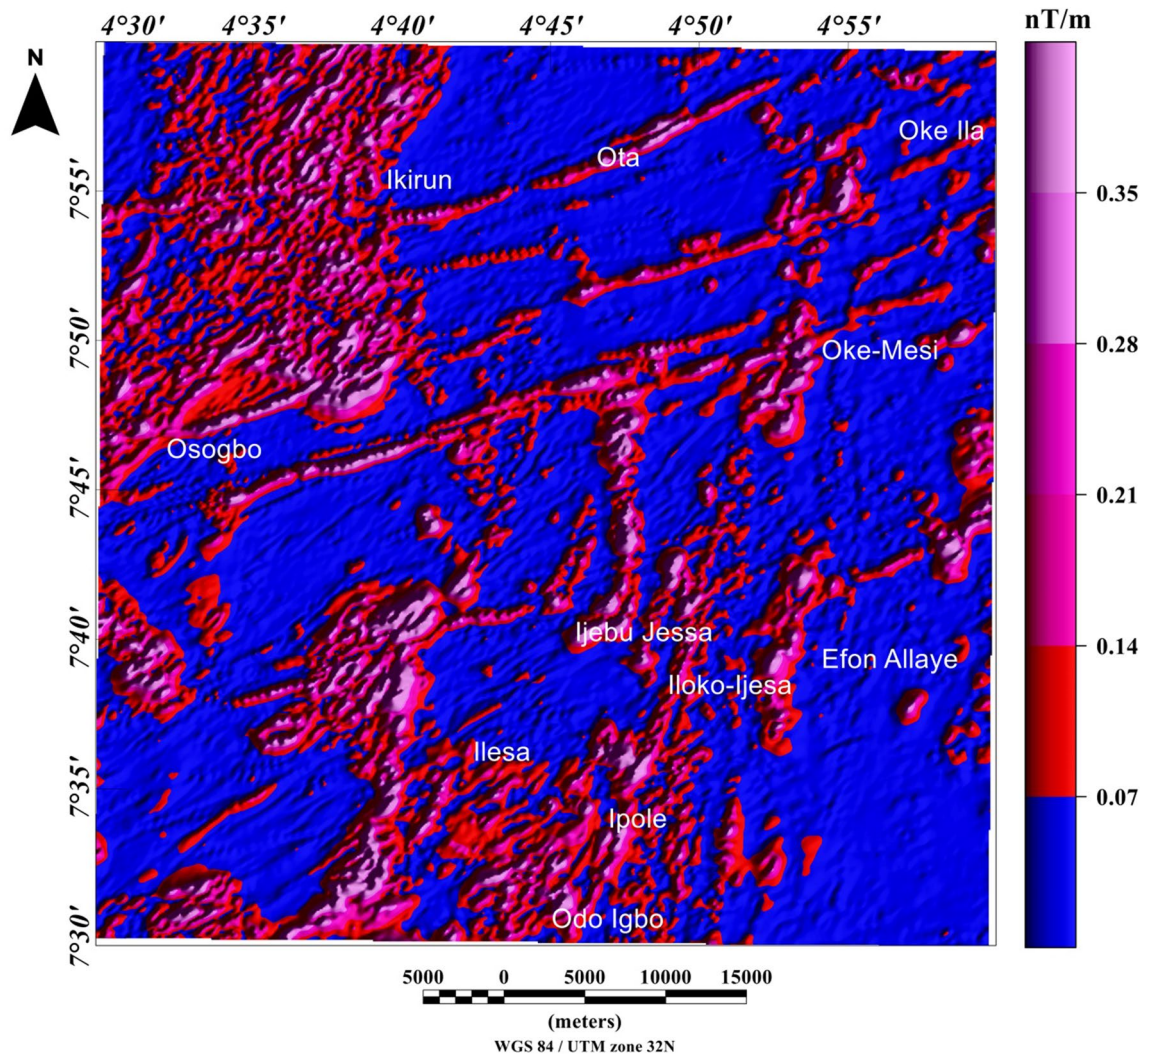 4°30' 4°35' 4°40' 4°45' 4°50' 4°55'
nT/m
N
7°55'
7°50'
7°45'
7°40'
7°35'
7°30'
Oke Ila
Ota
Ikirun
Oke-Mesi
Osogbo
Ijebu Jessa
Efon Allaye
Iloko-Ijesa
Ilesa
Ipole
Odo Igbo
0.35
0.28
0.21
0.14
0.07
5000 0 5000 10000 15000
(meters)
WGS 84 / UTM zone 32N